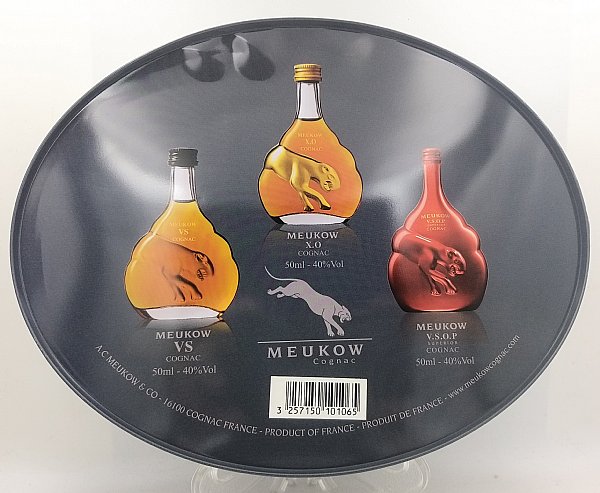 MEUKOW
X.O
COGNAC
MEUKOW
VS
COGNAC
MEUKOW
V.S.O.P
COGNAC
MEUKOW
X.O
COGNAC
50ml - 40%Vol
MEUKOW
VS
COGNAC
50ml - 40%Vol
MEUKOW
V.S.O.P
SUPERIOR
COGNAC
50ml - 40%Vol
MEUKOW
Cognac
3 257150 101065
A.C MEUKOW & CO - 16100 COGNAC FRANCE - PRODUCT OF FRANCE - PRODUIT DE FRANCE - www.meukowcognac.com